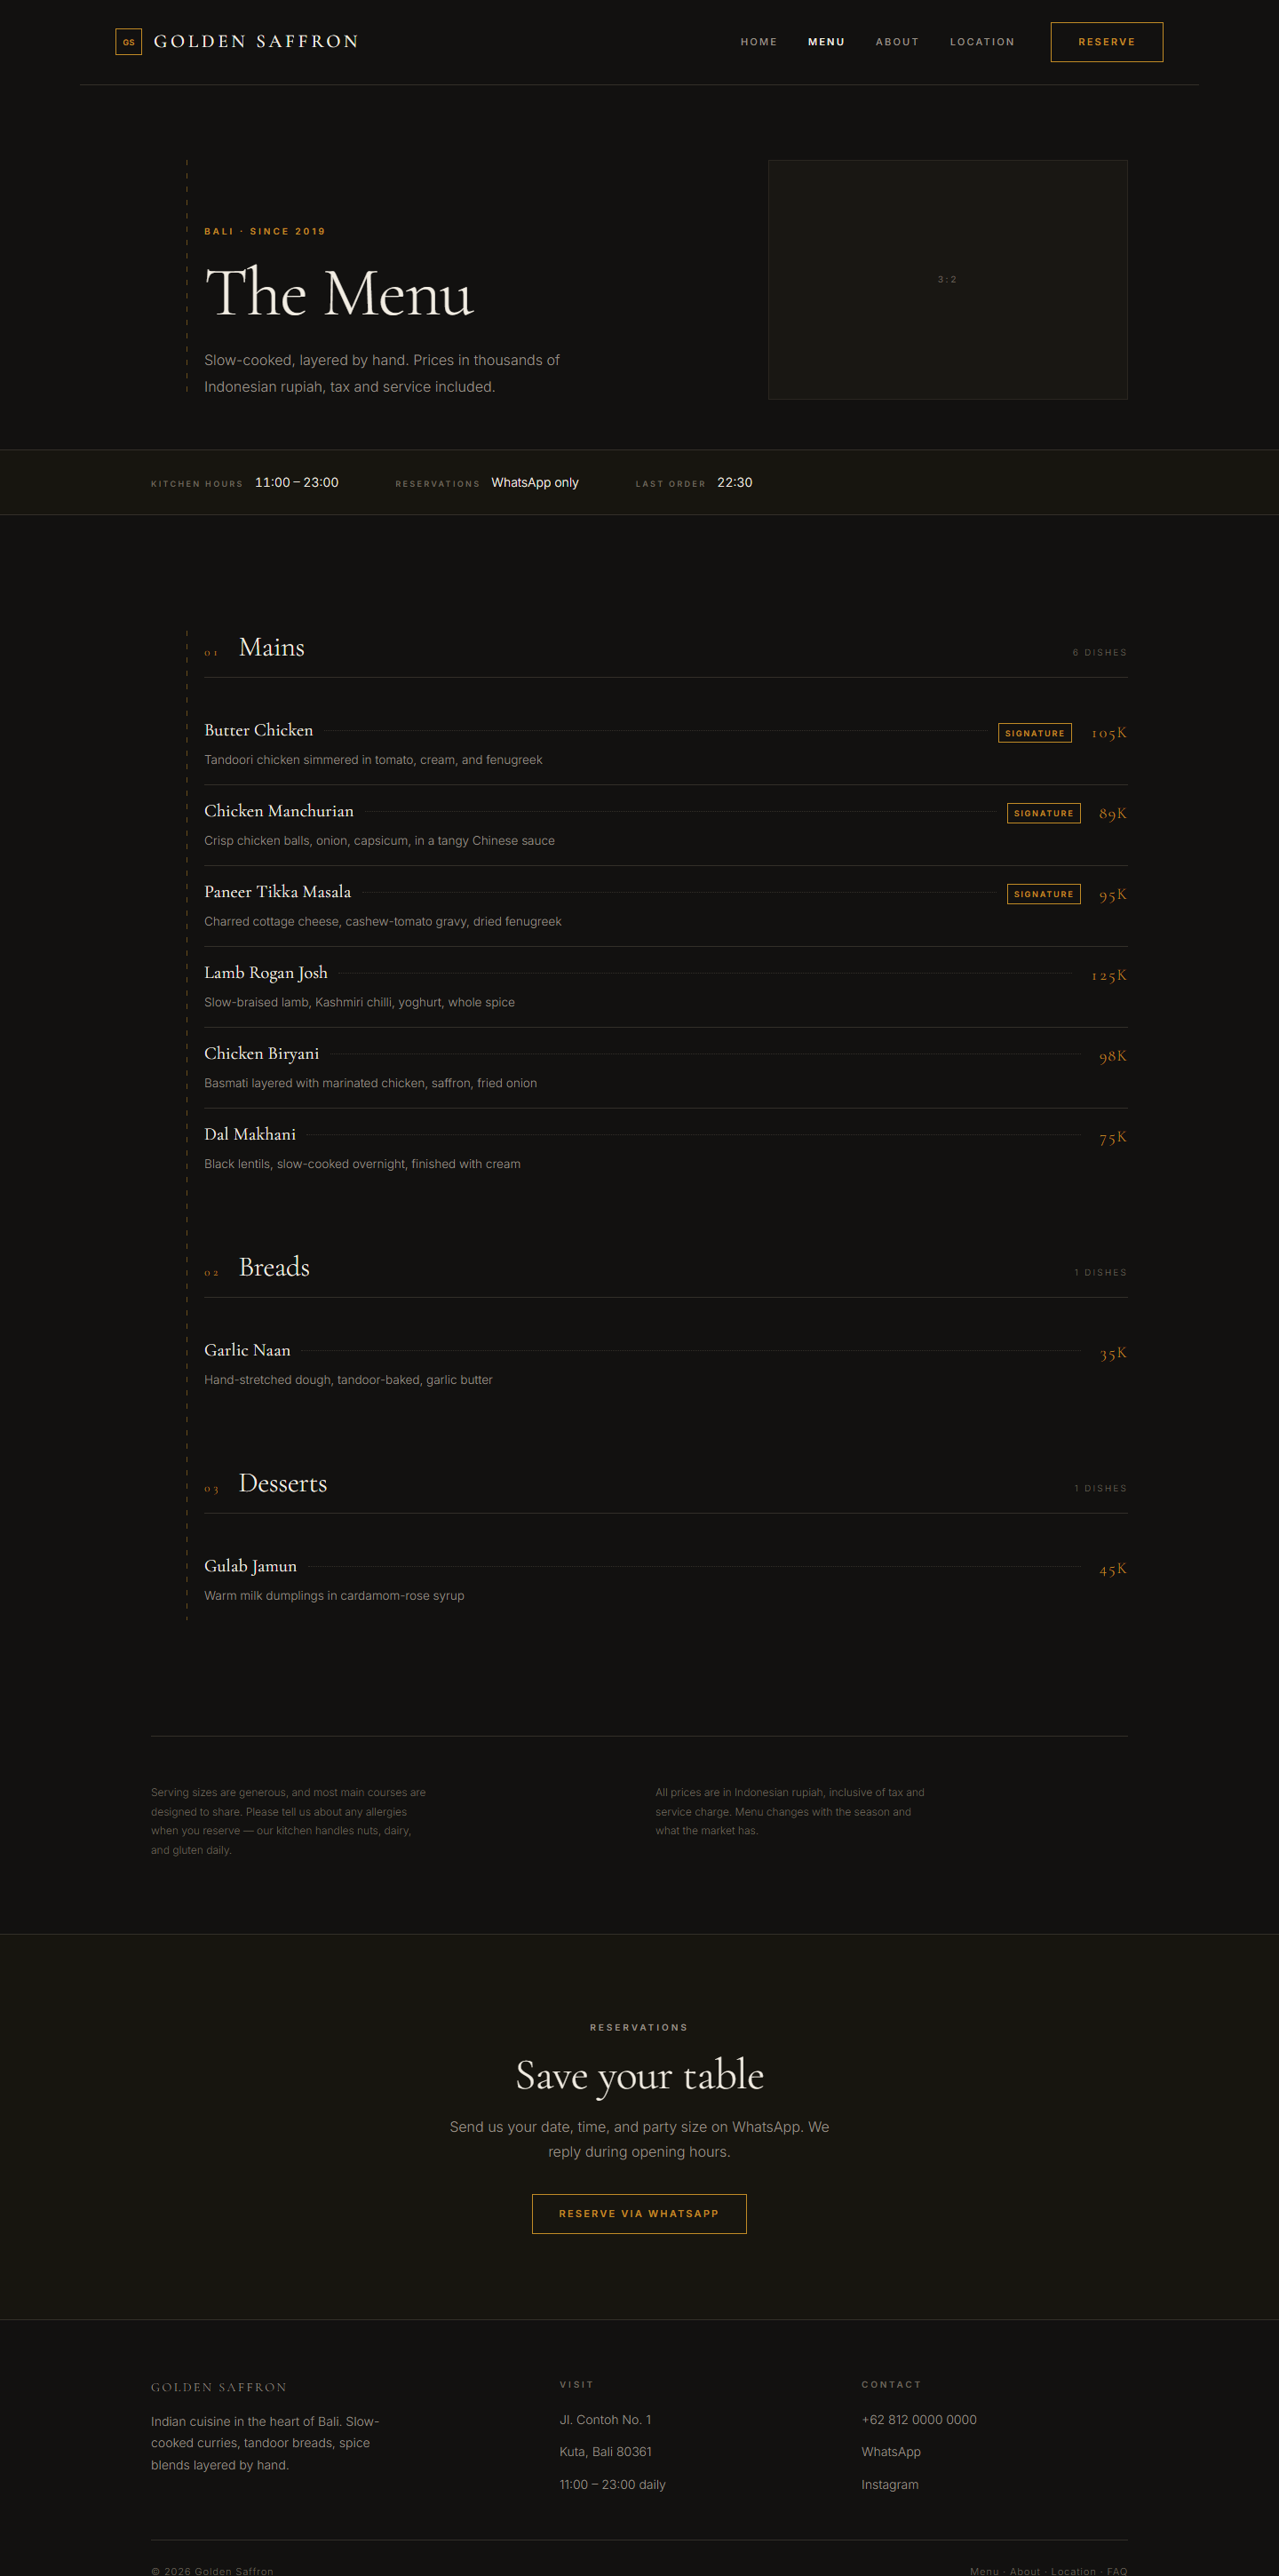 GS GOLDEN SAFFRON HOME MENU ABOUT LOCATION RESERVE
BALI · SINCE 2019
The Menu
3:2
Slow-cooked, layered by hand. Prices in thousands of
Indonesian rupiah, tax and service included.
KITCHEN HOURS 11:00 – 23:00 RESERVATIONS WhatsApp only LAST ORDER 22:30
01 Mains 6 DISHES
Butter Chicken SIGNATURE 105K
Tandoori chicken simmered in tomato, cream, and fenugreek
Chicken Manchurian SIGNATURE 89K
Crisp chicken balls, onion, capsicum, in a tangy Chinese sauce
Paneer Tikka Masala SIGNATURE 95K
Charred cottage cheese, cashew-tomato gravy, dried fenugreek
Lamb Rogan Josh 125K
Slow-braised lamb, Kashmiri chilli, yoghurt, whole spice
Chicken Biryani 98K
Basmati layered with marinated chicken, saffron, fried onion
Dal Makhani 75K
Black lentils, slow-cooked overnight, finished with cream
02 Breads 1 DISHES
Garlic Naan 35K
Hand-stretched dough, tandoor-baked, garlic butter
03 Desserts 1 DISHES
Gulab Jamun 45K
Warm milk dumplings in cardamom-rose syrup
Serving sizes are generous, and most main courses are
designed to share. Please tell us about any allergies
when you reserve — our kitchen handles nuts, dairy,
and gluten daily.
All prices are in Indonesian rupiah, inclusive of tax and
service charge. Menu changes with the season and
what the market has.
RESERVATIONS
Save your table
Send us your date, time, and party size on WhatsApp. We
reply during opening hours.
RESERVE VIA WHATSAPP
GOLDEN SAFFRON
Indian cuisine in the heart of Bali. Slow-
cooked curries, tandoor breads, spice
blends layered by hand.
VISIT
Jl. Contoh No. 1
Kuta, Bali 80361
11:00 – 23:00 daily
CONTACT
+62 812 0000 0000
WhatsApp
Instagram
© 2026 Golden Saffron Menu · About · Location · FAQ